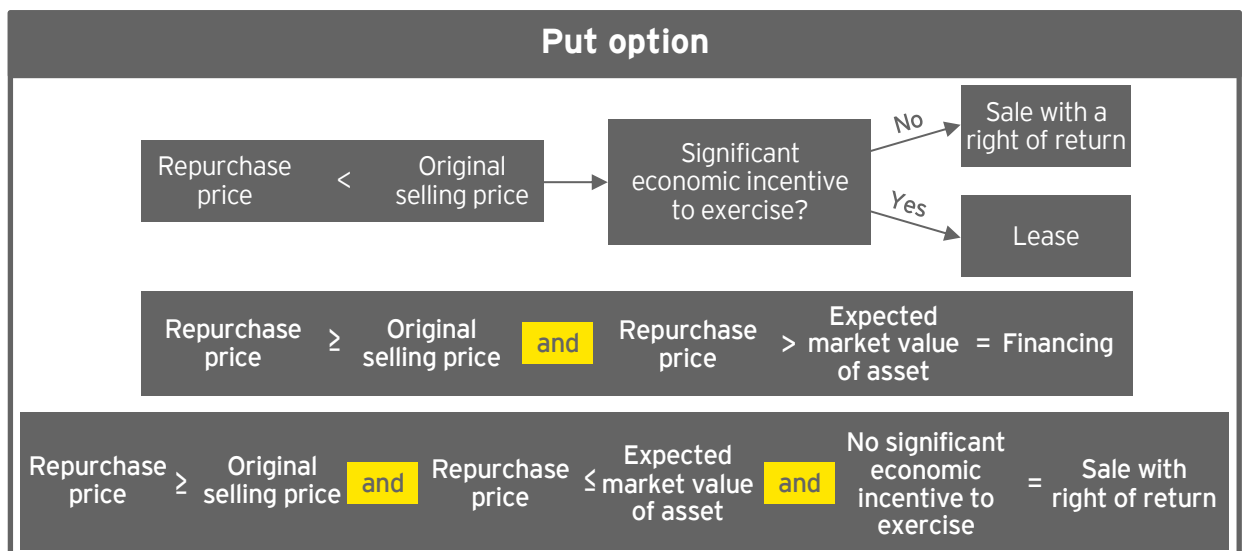 Put option
Repurchase
price
<
Original
selling price
Significant
economic incentive
to exercise?
No
Sale with a
right of return
Yes
Lease
Repurchase
price
≥
Original
selling price
and
Repurchase
price
>
Expected
market value
of asset
= Financing
Repurchase
price
≥
Original
selling price
and
Repurchase
price
≤
Expected
market value
of asset
and
No significant
economic
incentive to
exercise
=
Sale with
right of return